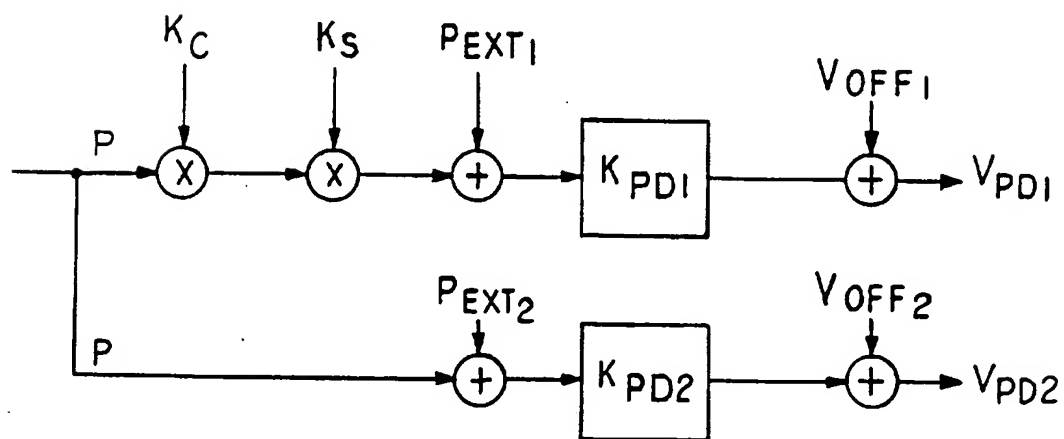 K_C K_S P_EXT1 V_OFF1
P X X + K_PD1 + V_PD1
P_EXT2 V_OFF2
P + K_PD2 + V_PD2